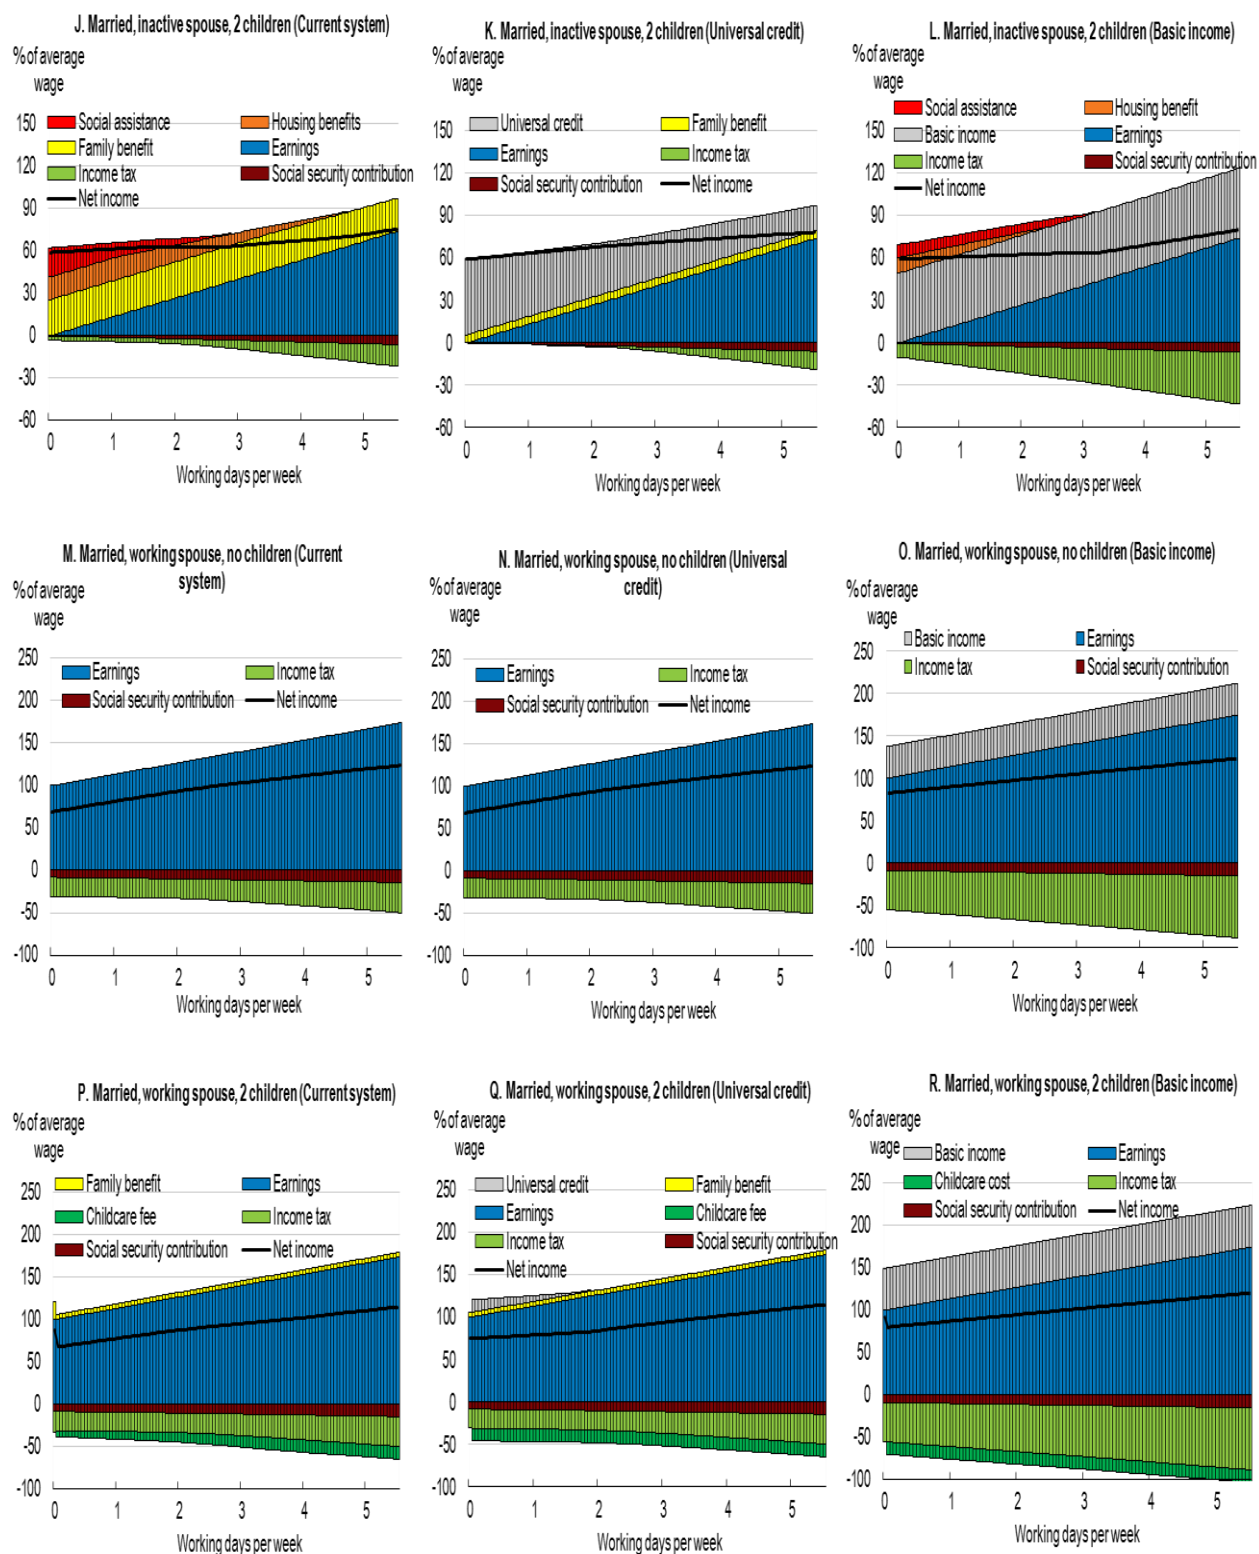 J. Married, inactive spouse, 2 children (Current system)
% of average
wage
150
Social assistance
Housing benefits
Family benefit
Earnings
120
Income tax
Social security contribution
Net income
90
60
30
0
-30
-60
0 1 2 3 4 5
Working days per week
K. Married, inactive spouse, 2 children (Universal credit)
% of average
wage
150
Universal credit
Family benefit
Earnings
Income tax
120
Social security contribution
Net income
90
60
30
0
-30
-60
0 1 2 3 4 5
Working days per week
L. Married, inactive spouse, 2 children (Basic income)
% of average
wage
Social assistance
Housing benefit
150
Basic income
Earnings
Income tax
Social security contribution
120
Net income
90
60
30
0
-30
-60
0 1 2 3 4 5
Working days per week
M. Married, working spouse, no children (Current
system)
% of average
wage
250
Earnings
Income tax
200
Social security contribution
Net income
150
100
50
0
-50
-100
0 1 2 3 4 5
Working days per week
N. Married, working spouse, no children (Universal
credit)
% of average
wage
250
Earnings
Income tax
200
Social security contribution
Net income
150
100
50
0
-50
-100
0 1 2 3 4 5
Working days per week
O. Married, working spouse, no children (Basic income)
% of average
wage
Basic income
Earnings
250
Income tax
Social security contribution
200
150
100
50
0
-50
-100
0 1 2 3 4 5
Working days per week
P. Married, working spouse, 2 children (Current system)
% of average
wage
250
Family benefit
Earnings
Childcare fee
Income tax
200
Social security contribution
Net income
150
100
50
0
-50
-100
0 1 2 3 4 5
Working days per week
Q. Married, working spouse, 2 children (Universal credit)
% of average
wage
250
Universal credit
Family benefit
Earnings
Childcare fee
200
Income tax
Social security contribution
Net income
150
100
50
0
-50
-100
0 1 2 3 4 5
Working days per week
R. Married, working spouse, 2 children (Basic income)
% of average
wage
Basic income
Earnings
250
Childcare cost
Income tax
Social security contribution
Net income
200
150
100
50
0
-50
-100
0 1 2 3 4 5
Working days per week